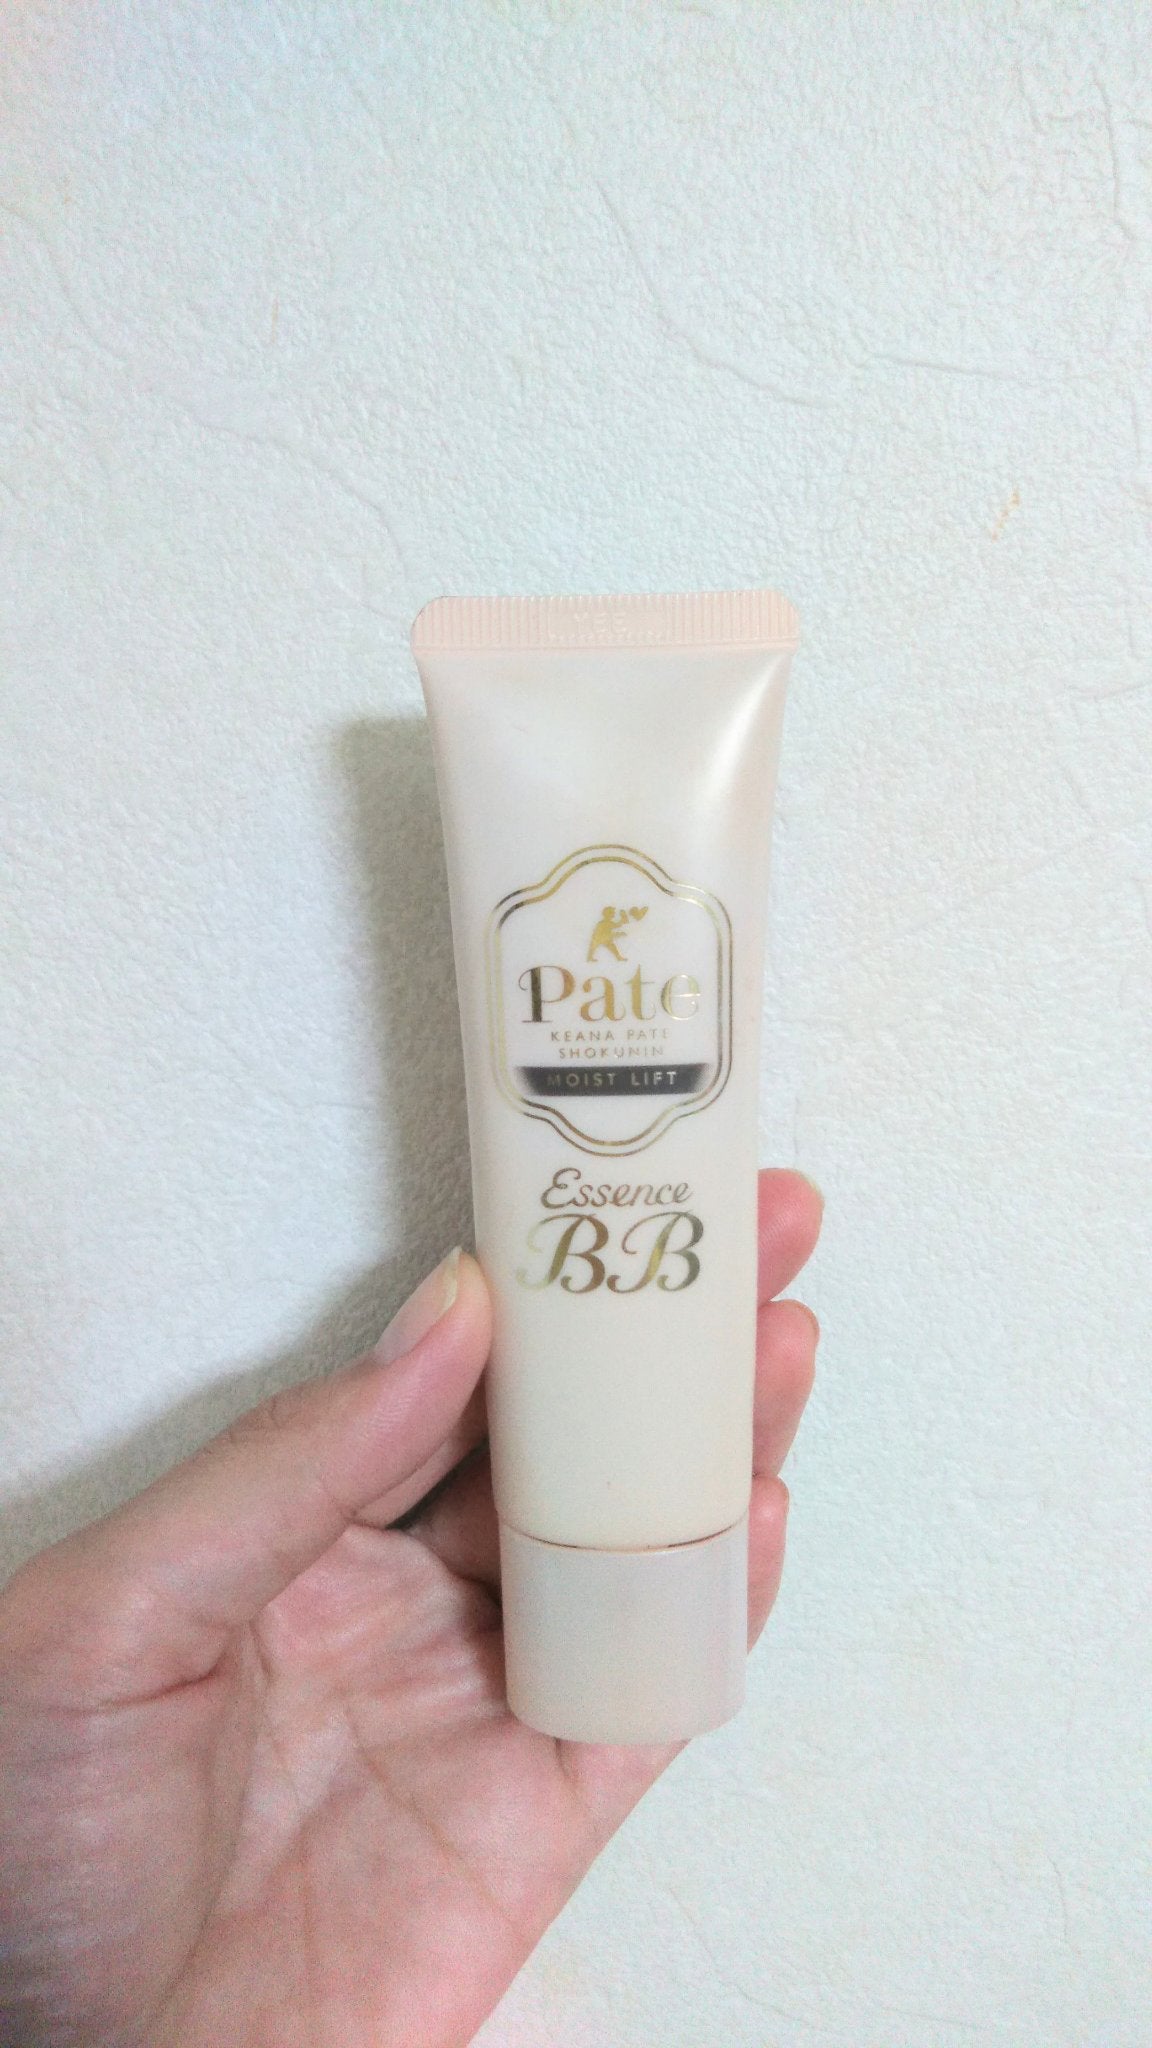 Pate
KEANA PATE
SHOKUNIN
MOIST LIFT
Essence
BB